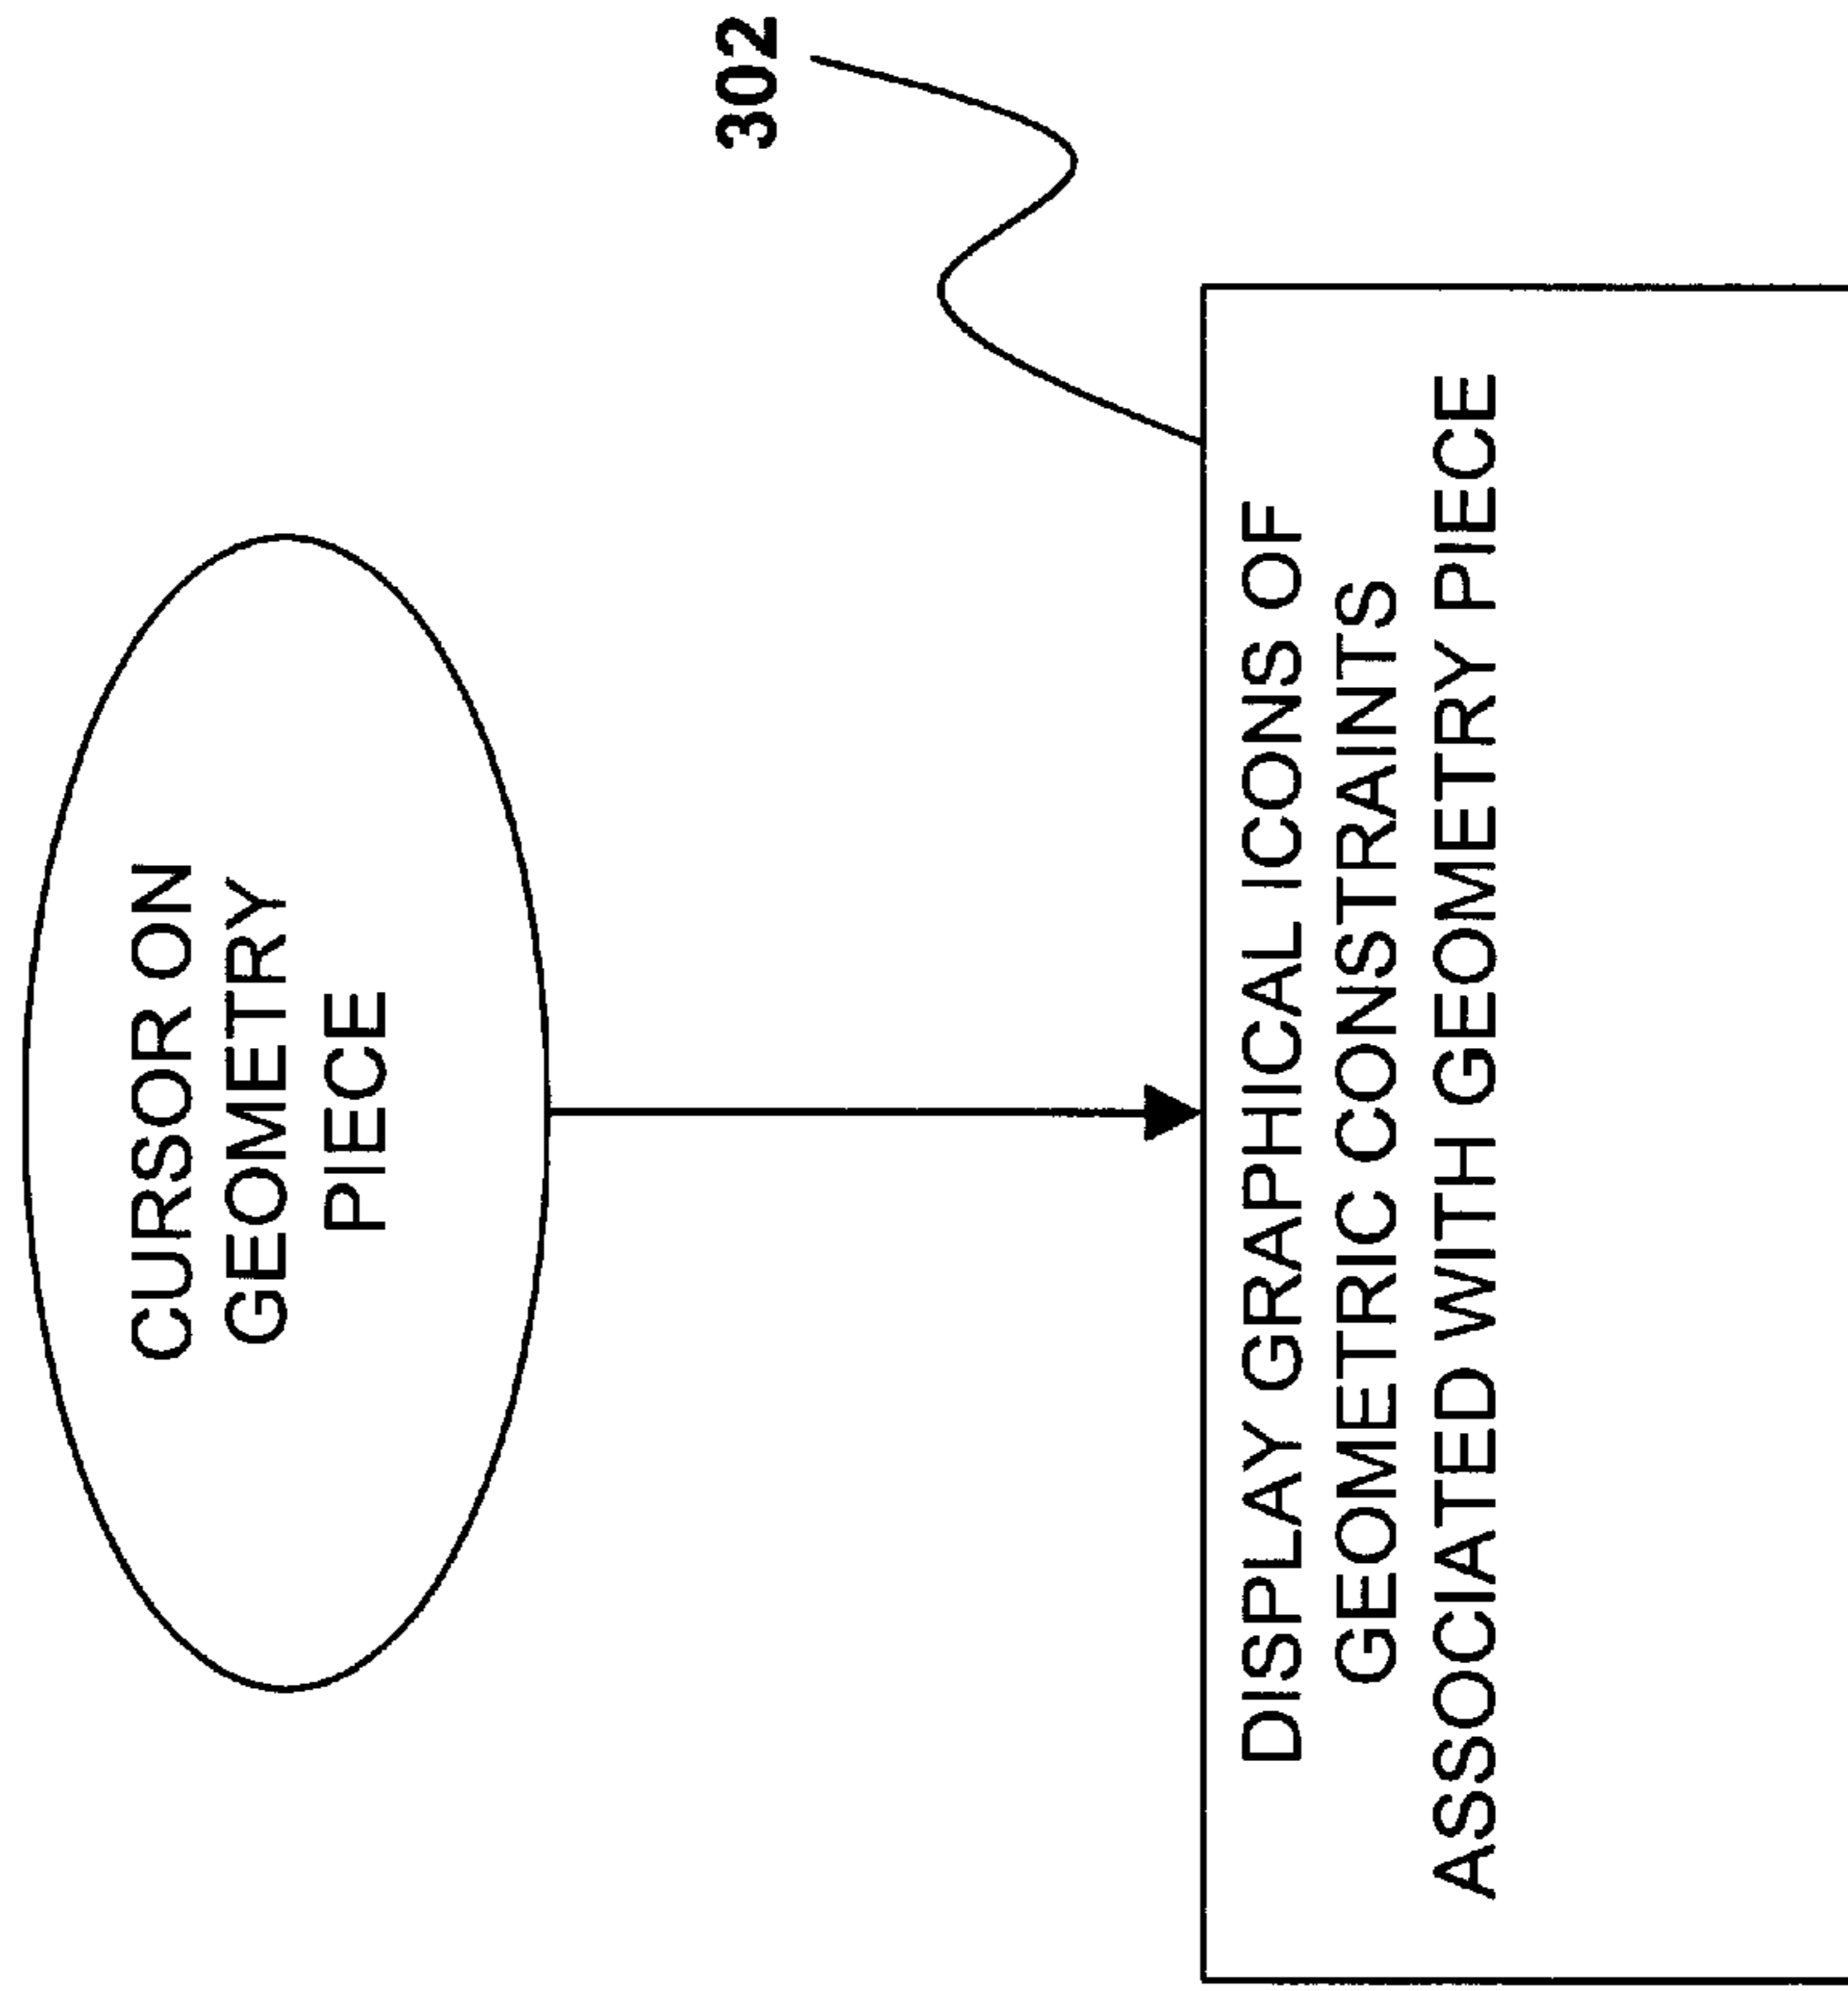 CURSOR ON
GEOMETRY
PIECE
302
DISPLAY GRAPHICAL ICONS OF
GEOMETRIC CONSTRAINTS
ASSOCIATED WITH GEOMETRY PIECE